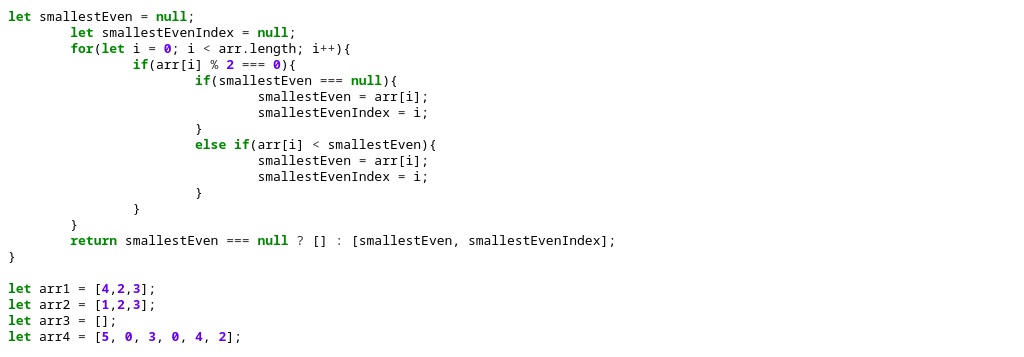 let smallestEven = null;
        let smallestEvenIndex = null;
        for(let i = 0; i < arr.length; i++){
                if(arr[i] % 2 === 0){
                        if(smallestEven === null){
                                smallestEven = arr[i];
                                smallestEvenIndex = i;
                        }
                        else if(arr[i] < smallestEven){
                                smallestEven = arr[i];
                                smallestEvenIndex = i;
                        }
                }
        }
        return smallestEven === null ? [] : [smallestEven, smallestEvenIndex];
}

let arr1 = [4,2,3];
let arr2 = [1,2,3];
let arr3 = [];
let arr4 = [5, 0, 3, 0, 4, 2];